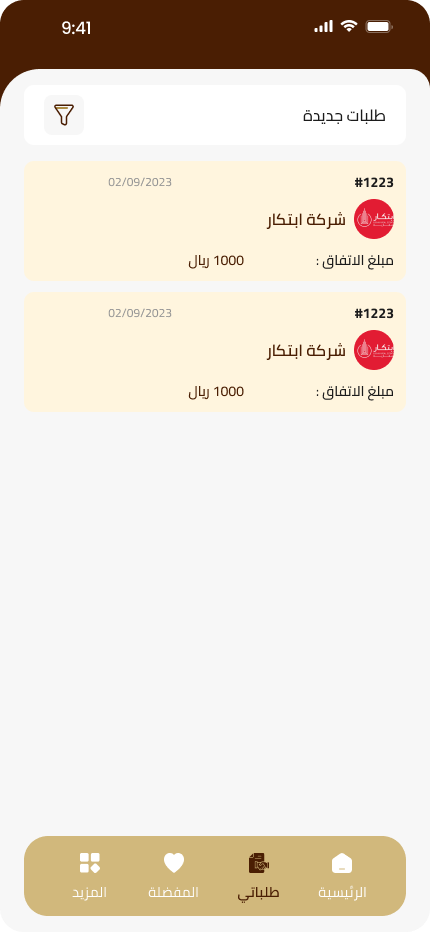 9:41
طلبات جديدة
#1223
02/09/2023
شركة ابتكار
مبلغ الاتفاق :
1000 ريال
#1223
02/09/2023
شركة ابتكار
مبلغ الاتفاق :
1000 ريال
الرئيسية
طلباتي
المفضلة
المزيد